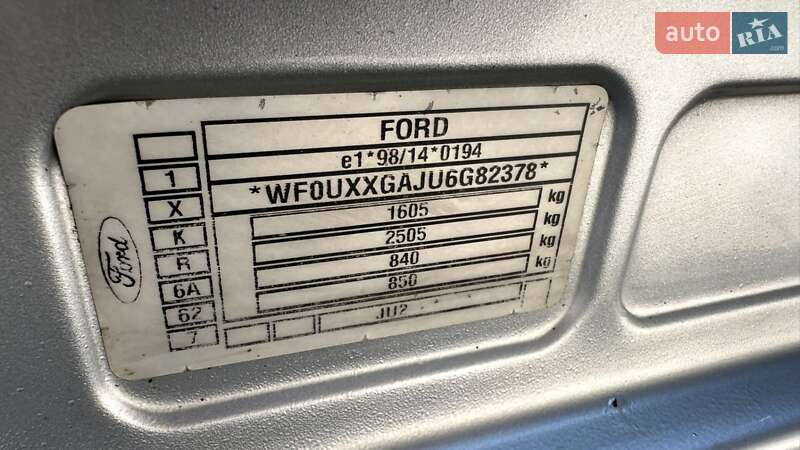 auto RIA .com
FORD
e1*98/14*0194
1
*WF0UXXGAJU6G82378*
X
1605 kg
K
2505 kg
R
840 kg
6A
850 kg
62
7
JU2
Ford